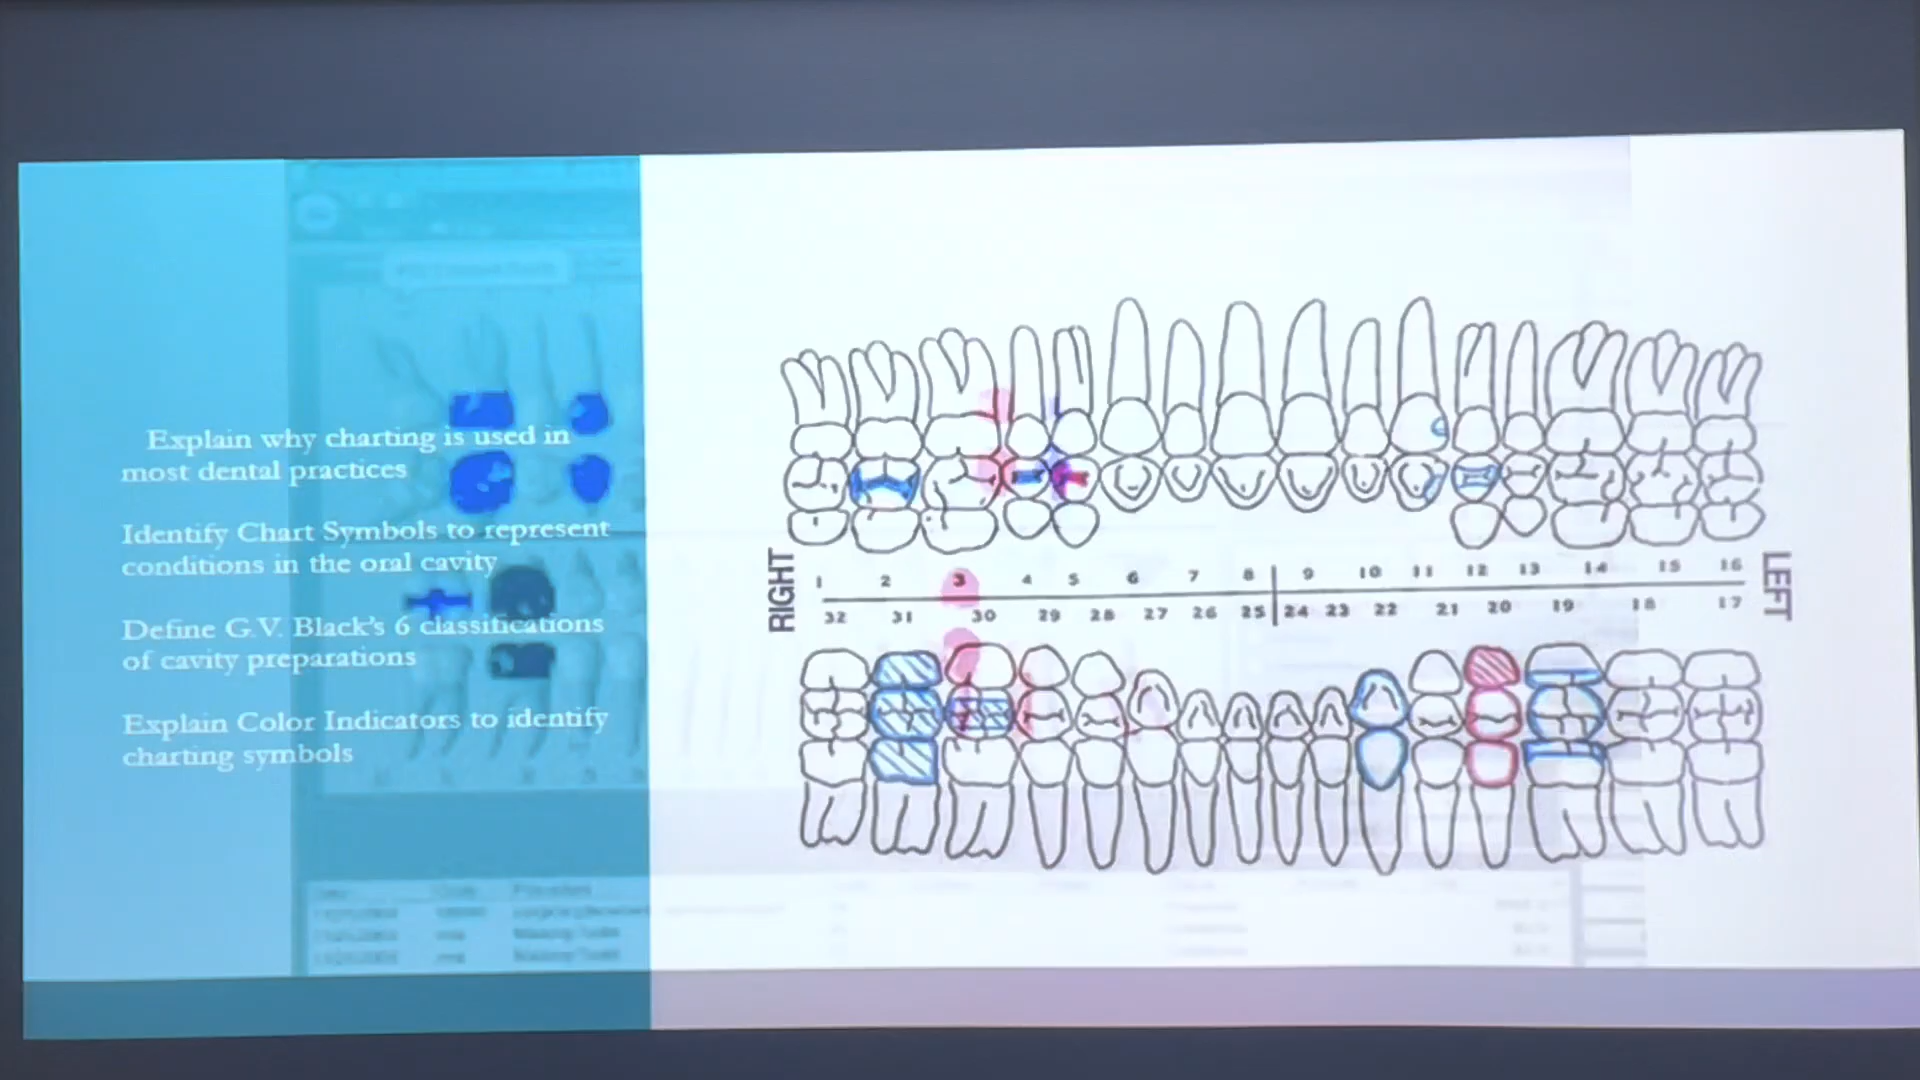 Explain why charting is used in
most dental practices
Identify Chart Symbols to represent
conditions in the oral cavity
Define G.V. Black's 6 classifications
of cavity preparations
Explain Color Indicators to identify
charting symbols
RIGHT
1 2 3 4 5 6 7 8 9 10 11 12 13 14 15 16
32 31 30 29 28 27 26 25 24 23 22 21 20 19 18 17
LEFT